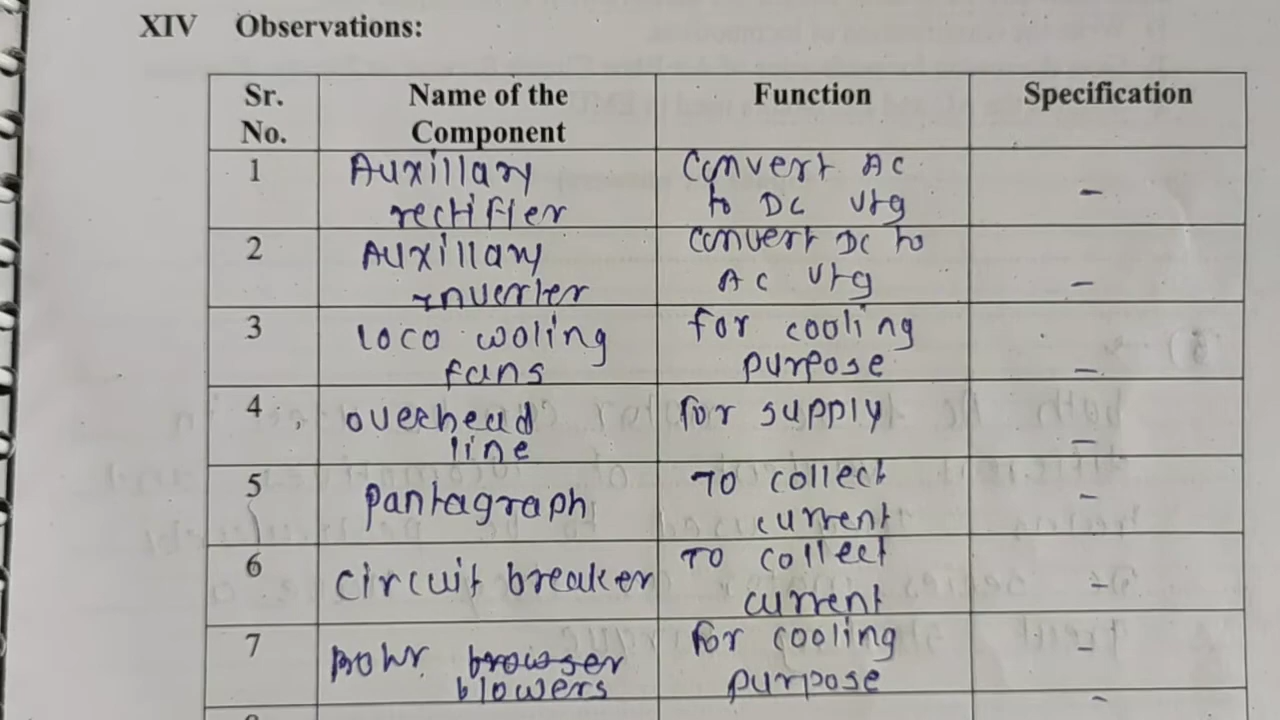 XIV Observations:
Sr. No. Name of the Component Function Specification
1 Auxillary rectifier Convert AC to DC vtg -
2 Auxillary inverter convert DC to AC vtg -
3 loco wooling fans for cooling purpose -
4 overhead line for supply -
5 pantagraph To collect current -
6 circuit breaker To collect current -
7 browser blowers for cooling purpose -